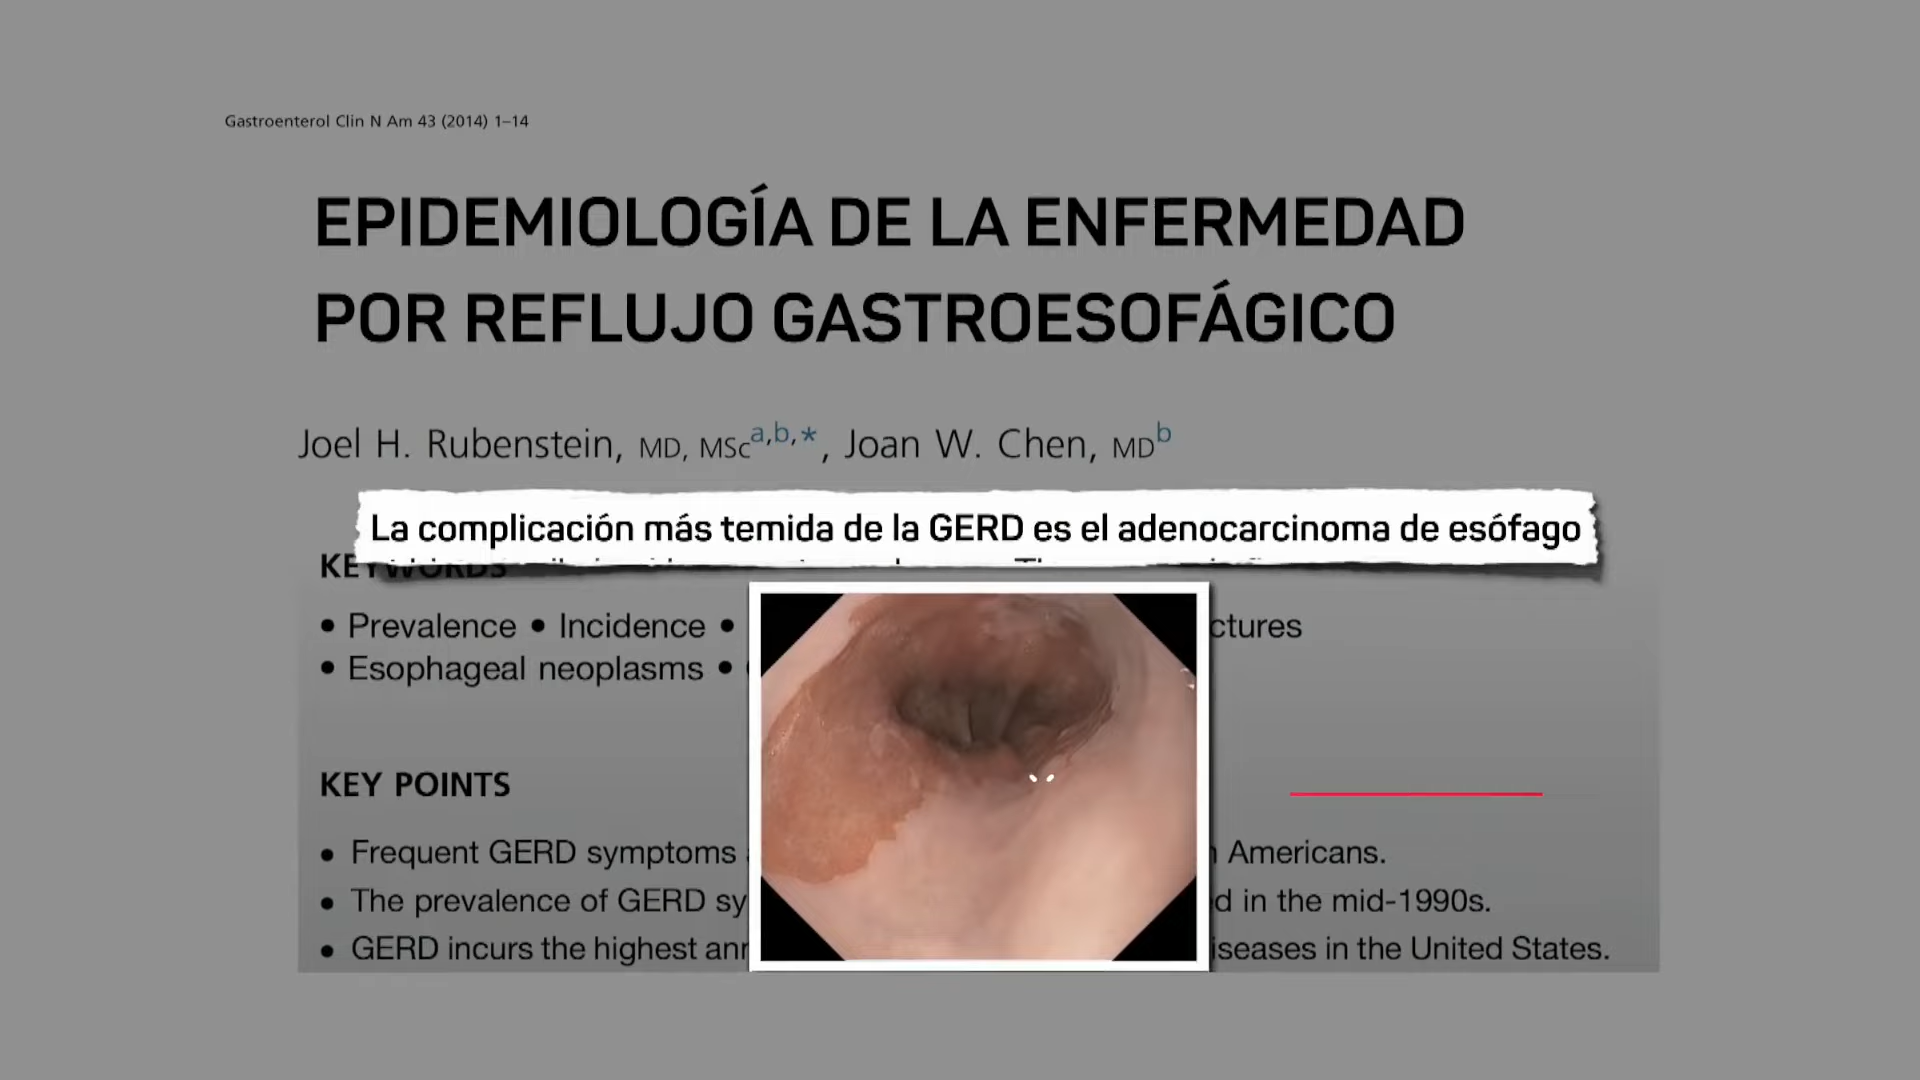 Gastroenterol Clin N Am 43 (2014) 1–14
EPIDEMIOLOGÍA DE LA ENFERMEDAD
POR REFLUJO GASTROESOFÁGICO
Joel H. Rubenstein, MD, MSc a,b,*, Joan W. Chen, MD b
La complicación más temida de la GERD es el adenocarcinoma de esófago
KEYWORDS
• Prevalence • Incidence • ctures
• Esophageal neoplasms •
KEY POINTS
• Frequent GERD symptoms Americans.
• The prevalence of GERD sy d in the mid-1990s.
• GERD incurs the highest ann iseases in the United States.